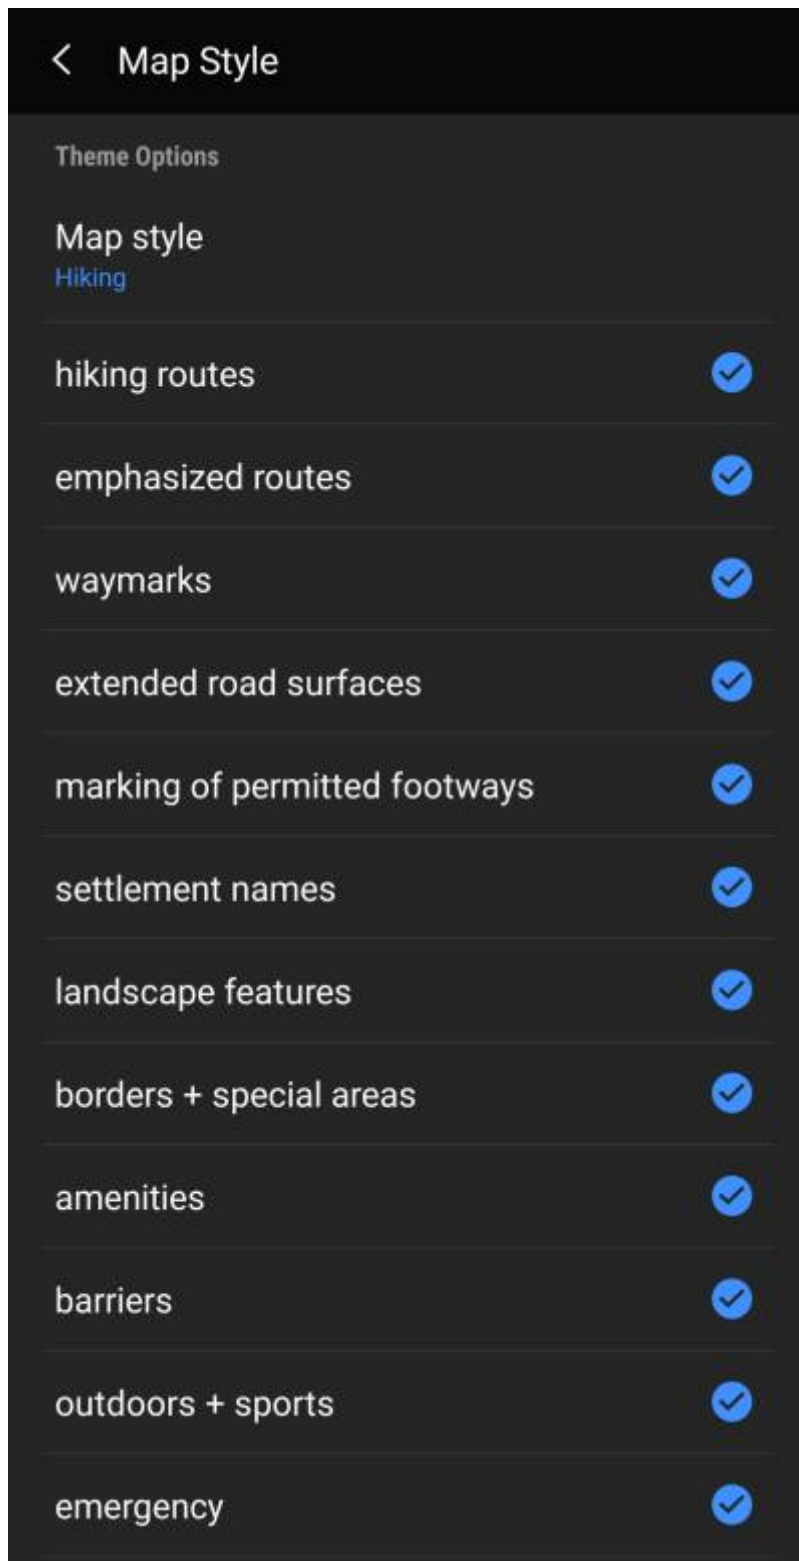 Map Style
Theme Options
Map style
Hiking
hiking routes
emphasized routes
waymarks
extended road surfaces
marking of permitted footways
settlement names
landscape features
borders + special areas
amenities
barriers
outdoors + sports
emergency